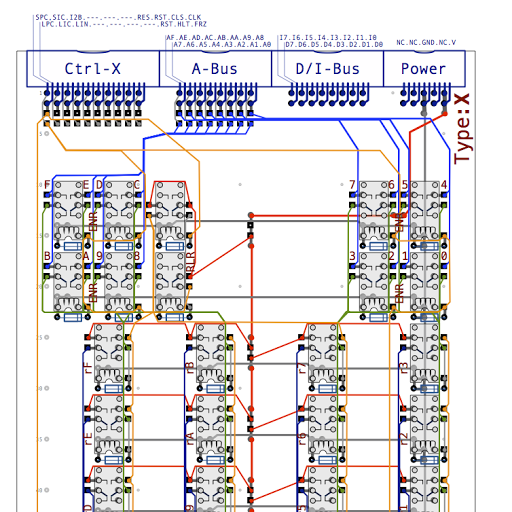 SPC.SIC.I2B.---.---.---.RES.RST.CLS.CLK
LPC.LIC.LIN.---.---.---.---.RST.HLT.FRZ
AF.AE.AD.AC.AB.AA.A9.A8
A7.A6.A5.A4.A3.A2.A1.A0
I7.I6.I5.I4.I3.I2.I1.I0
D7.D6.D5.D4.D3.D2.D1.D0
NC.NC.GND.NC.V
Ctrl-X
A-Bus
D/I-Bus
Power
Type:X
F
E
D
C
7
6
5
4
ENR
ENR
B
A
9
8
3
2
1
0
RLR
ENR
ENR
rF
rB
r7
r3
rE
rA
r6
r2